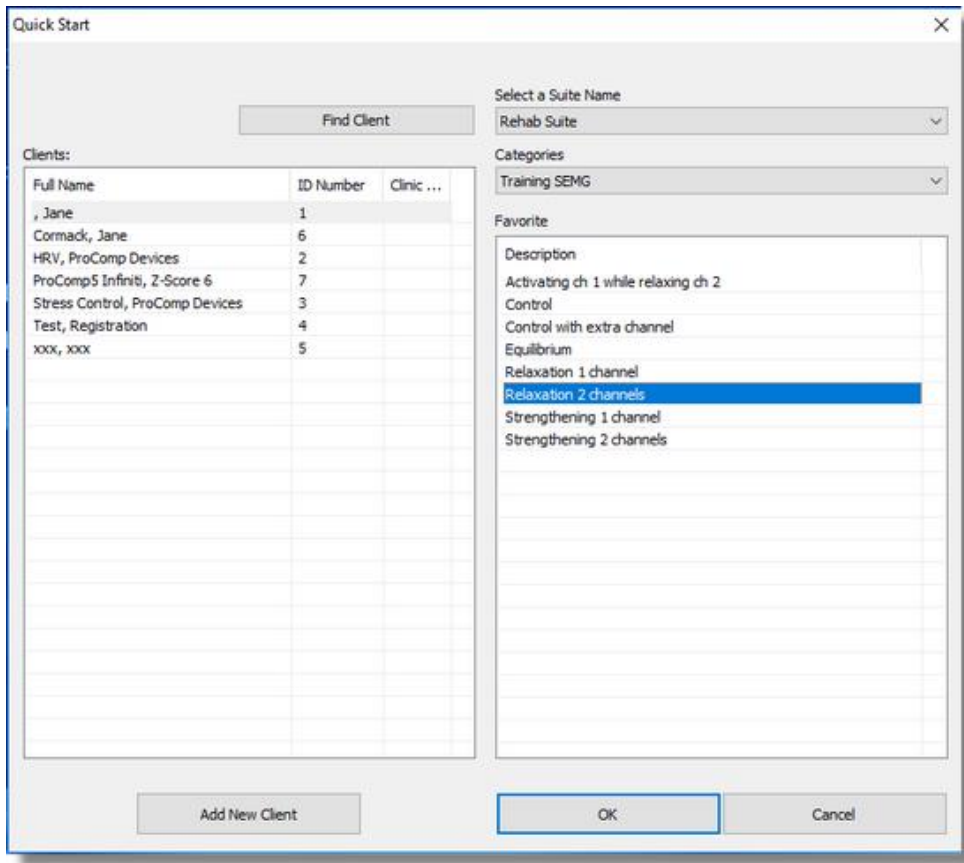 Quick Start
Find Client
Clients:
Full Name ID Number Clinic ...
, Jane 1
Cormack, Jane 6
HRV, ProComp Devices 2
ProComp5 Infiniti, Z-Score 6 7
Stress Control, ProComp Devices 3
Test, Registration 4
xxx, xxx 5
Add New Client
Select a Suite Name
Rehab Suite
Categories
Training SEMG
Favorite
Description
Activating ch 1 while relaxing ch 2
Control
Control with extra channel
Equilibrium
Relaxation 1 channel
Relaxation 2 channels
Strengthening 1 channel
Strengthening 2 channels
OK
Cancel